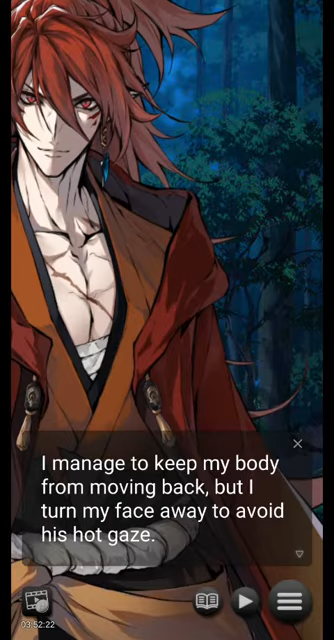 I manage to keep my body
from moving back, but I
turn my face away to avoid
his hot gaze.
03:52:22